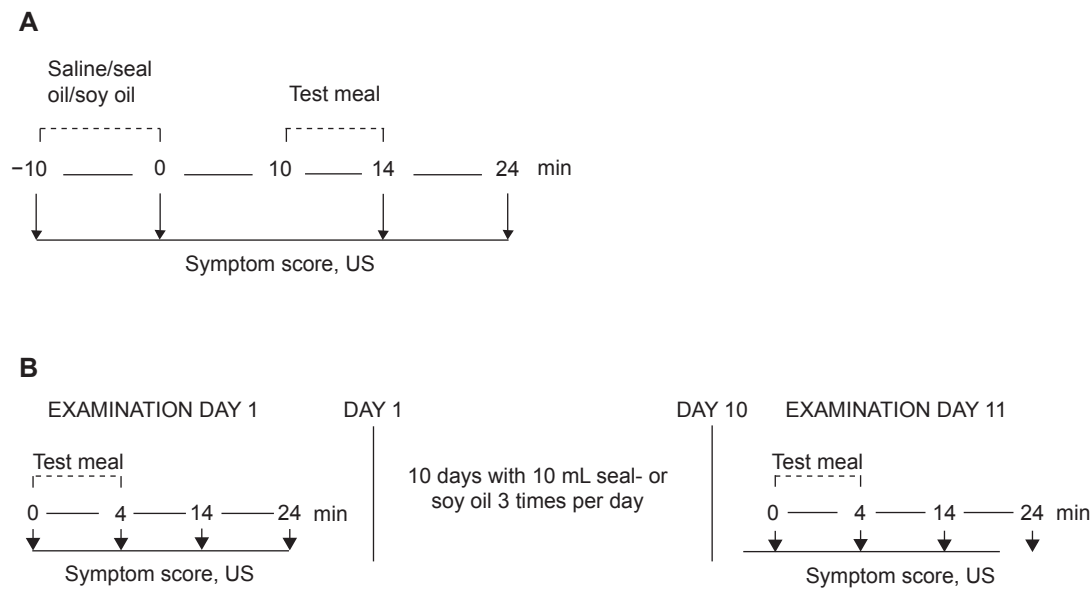 A
Saline/seal
oil/soy oil
Test meal
−10 0 10 14 24 min
Symptom score, US
B
EXAMINATION DAY 1 DAY 1 DAY 10 EXAMINATION DAY 11
Test meal Test meal
10 days with 10 mL seal- or
soy oil 3 times per day
0 4 14 24 min 0 4 14 24 min
Symptom score, US Symptom score, US